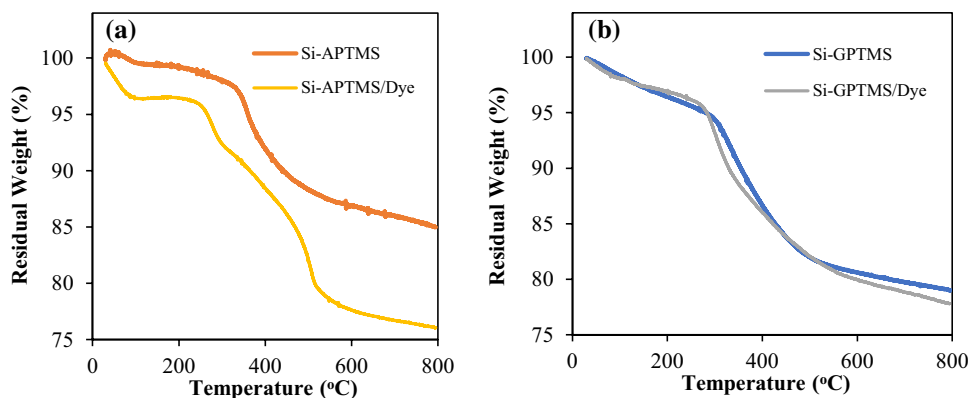 (a)
Si-APTMS
Si-APTMS/Dye
100
95
90
85
80
75
0
200
400
600
800
Residual Weight (%)
Temperature (ᵒC)
(b)
Si-GPTMS
Si-GPTMS/Dye
100
95
90
85
80
75
0
200
400
600
800
Residual Weight (%)
Temperature (ᵒC)